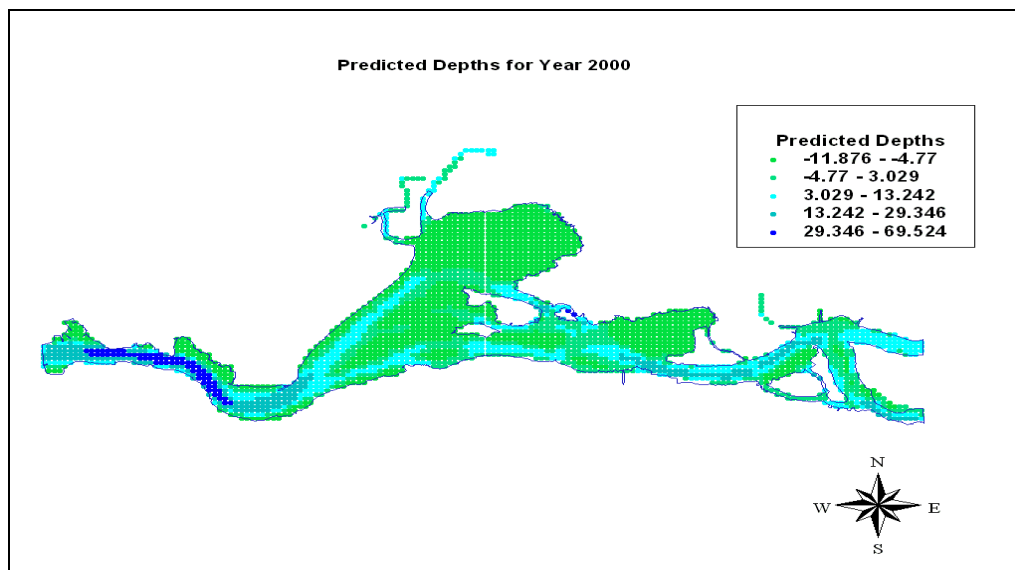 Predicted Depths for Year 2000
Predicted Depths
-11.876 - -4.77
-4.77 - 3.029
3.029 - 13.242
13.242 - 29.346
29.346 - 69.524
N
W E
S